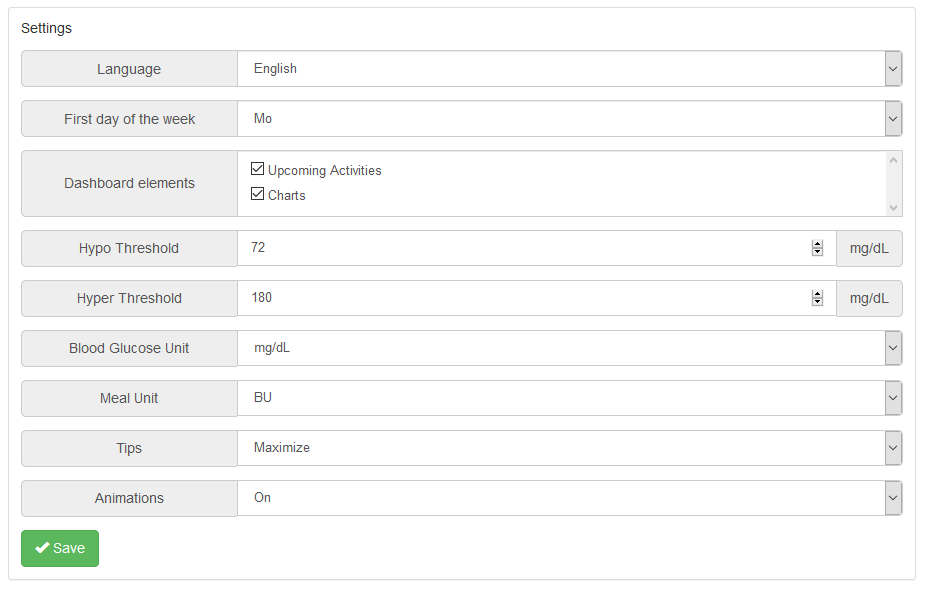 Settings
Language English
First day of the week Mo
Dashboard elements
Upcoming Activities
Charts
Hypo Threshold 72 mg/dL
Hyper Threshold 180 mg/dL
Blood Glucose Unit mg/dL
Meal Unit BU
Tips Maximize
Animations On
Save